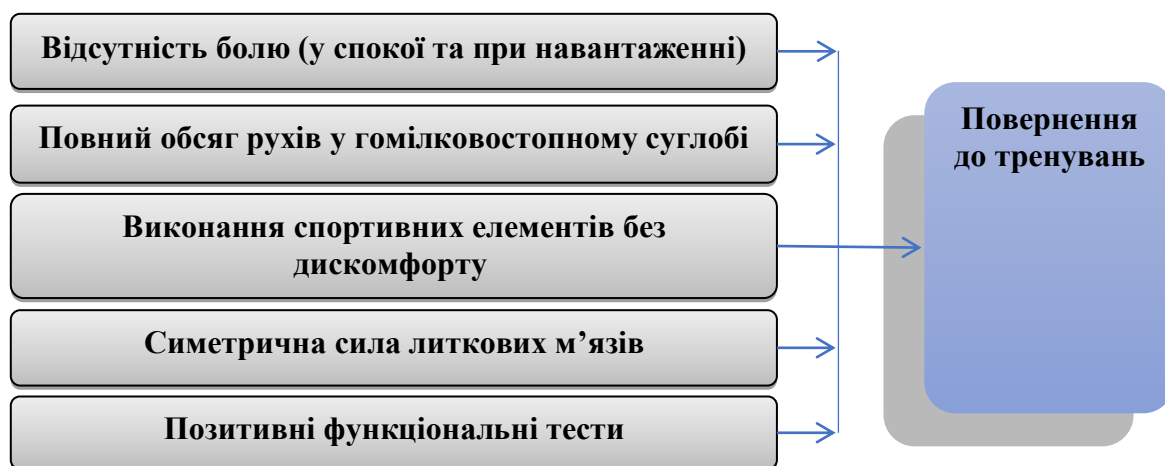 Відсутність болю (у спокої та при навантаженні)
Повний обсяг рухів у гомілковостопному суглобі
Виконання спортивних елементів без
дискомфорту
Симетрична сила литкових м’язів
Позитивні функціональні тести
Повернення
до тренувань